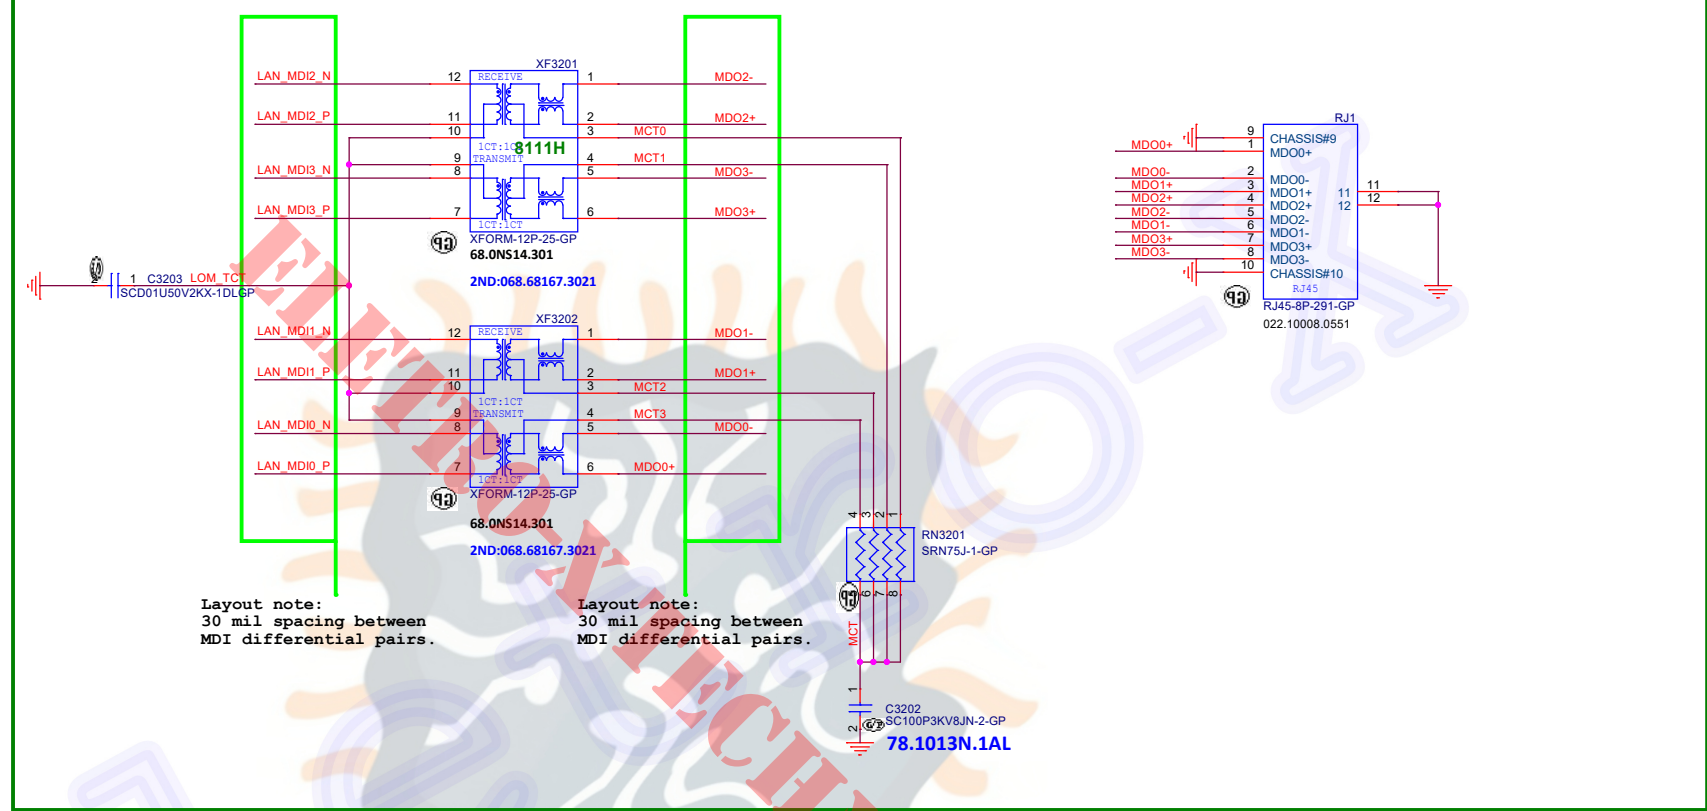 XF3201
LAN_MDI2_N 12 RECEIVE 1 MDO2-
LAN_MDI2_P 11 2 MDO2+
10 3 MCT0
1CT:1CT 8111H
9 TRANSMIT 4 MCT1
LAN_MDI3_N 8 5 MDO3-
LAN_MDI3_P 7 6 MDO3+
1CT:1CT
XFORM-12P-25-GP
68.0NS14.301
2ND:068.68167.3021
2 1 C3203 LOM_TCT
SCD01U50V2KX-1DLGP
XF3202
LAN_MDI1_N 12 RECEIVE 1 MDO1-
LAN_MDI1_P 11 2 MDO1+
10 3 MCT2
1CT:1CT
9 TRANSMIT 4 MCT3
LAN_MDI0_N 8 5 MDO0-
LAN_MDI0_P 7 6 MDO0+
1CT:1CT
XFORM-12P-25-GP
68.0NS14.301
2ND:068.68167.3021
Layout note:
30 mil spacing between
MDI differential pairs.
Layout note:
30 mil spacing between
MDI differential pairs.
4 3 2 1
RN3201
SRN75J-1-GP
6 7 8
MCT
1
C3202
SC100P3KV8JN-2-GP
2
78.1013N.1AL
RJ1
9 CHASSIS#9
MDO0+ 1 MDO0+
MDO0- 2 MDO0-
MDO1+ 3 MDO1+ 11 11
MDO2+ 4 MDO2+ 12 12
MDO2- 5 MDO2-
MDO1- 6 MDO1-
MDO3+ 7 MDO3+
MDO3- 8 MDO3-
10 CHASSIS#10
RJ45
RJ45-8P-291-GP
022.10008.0551